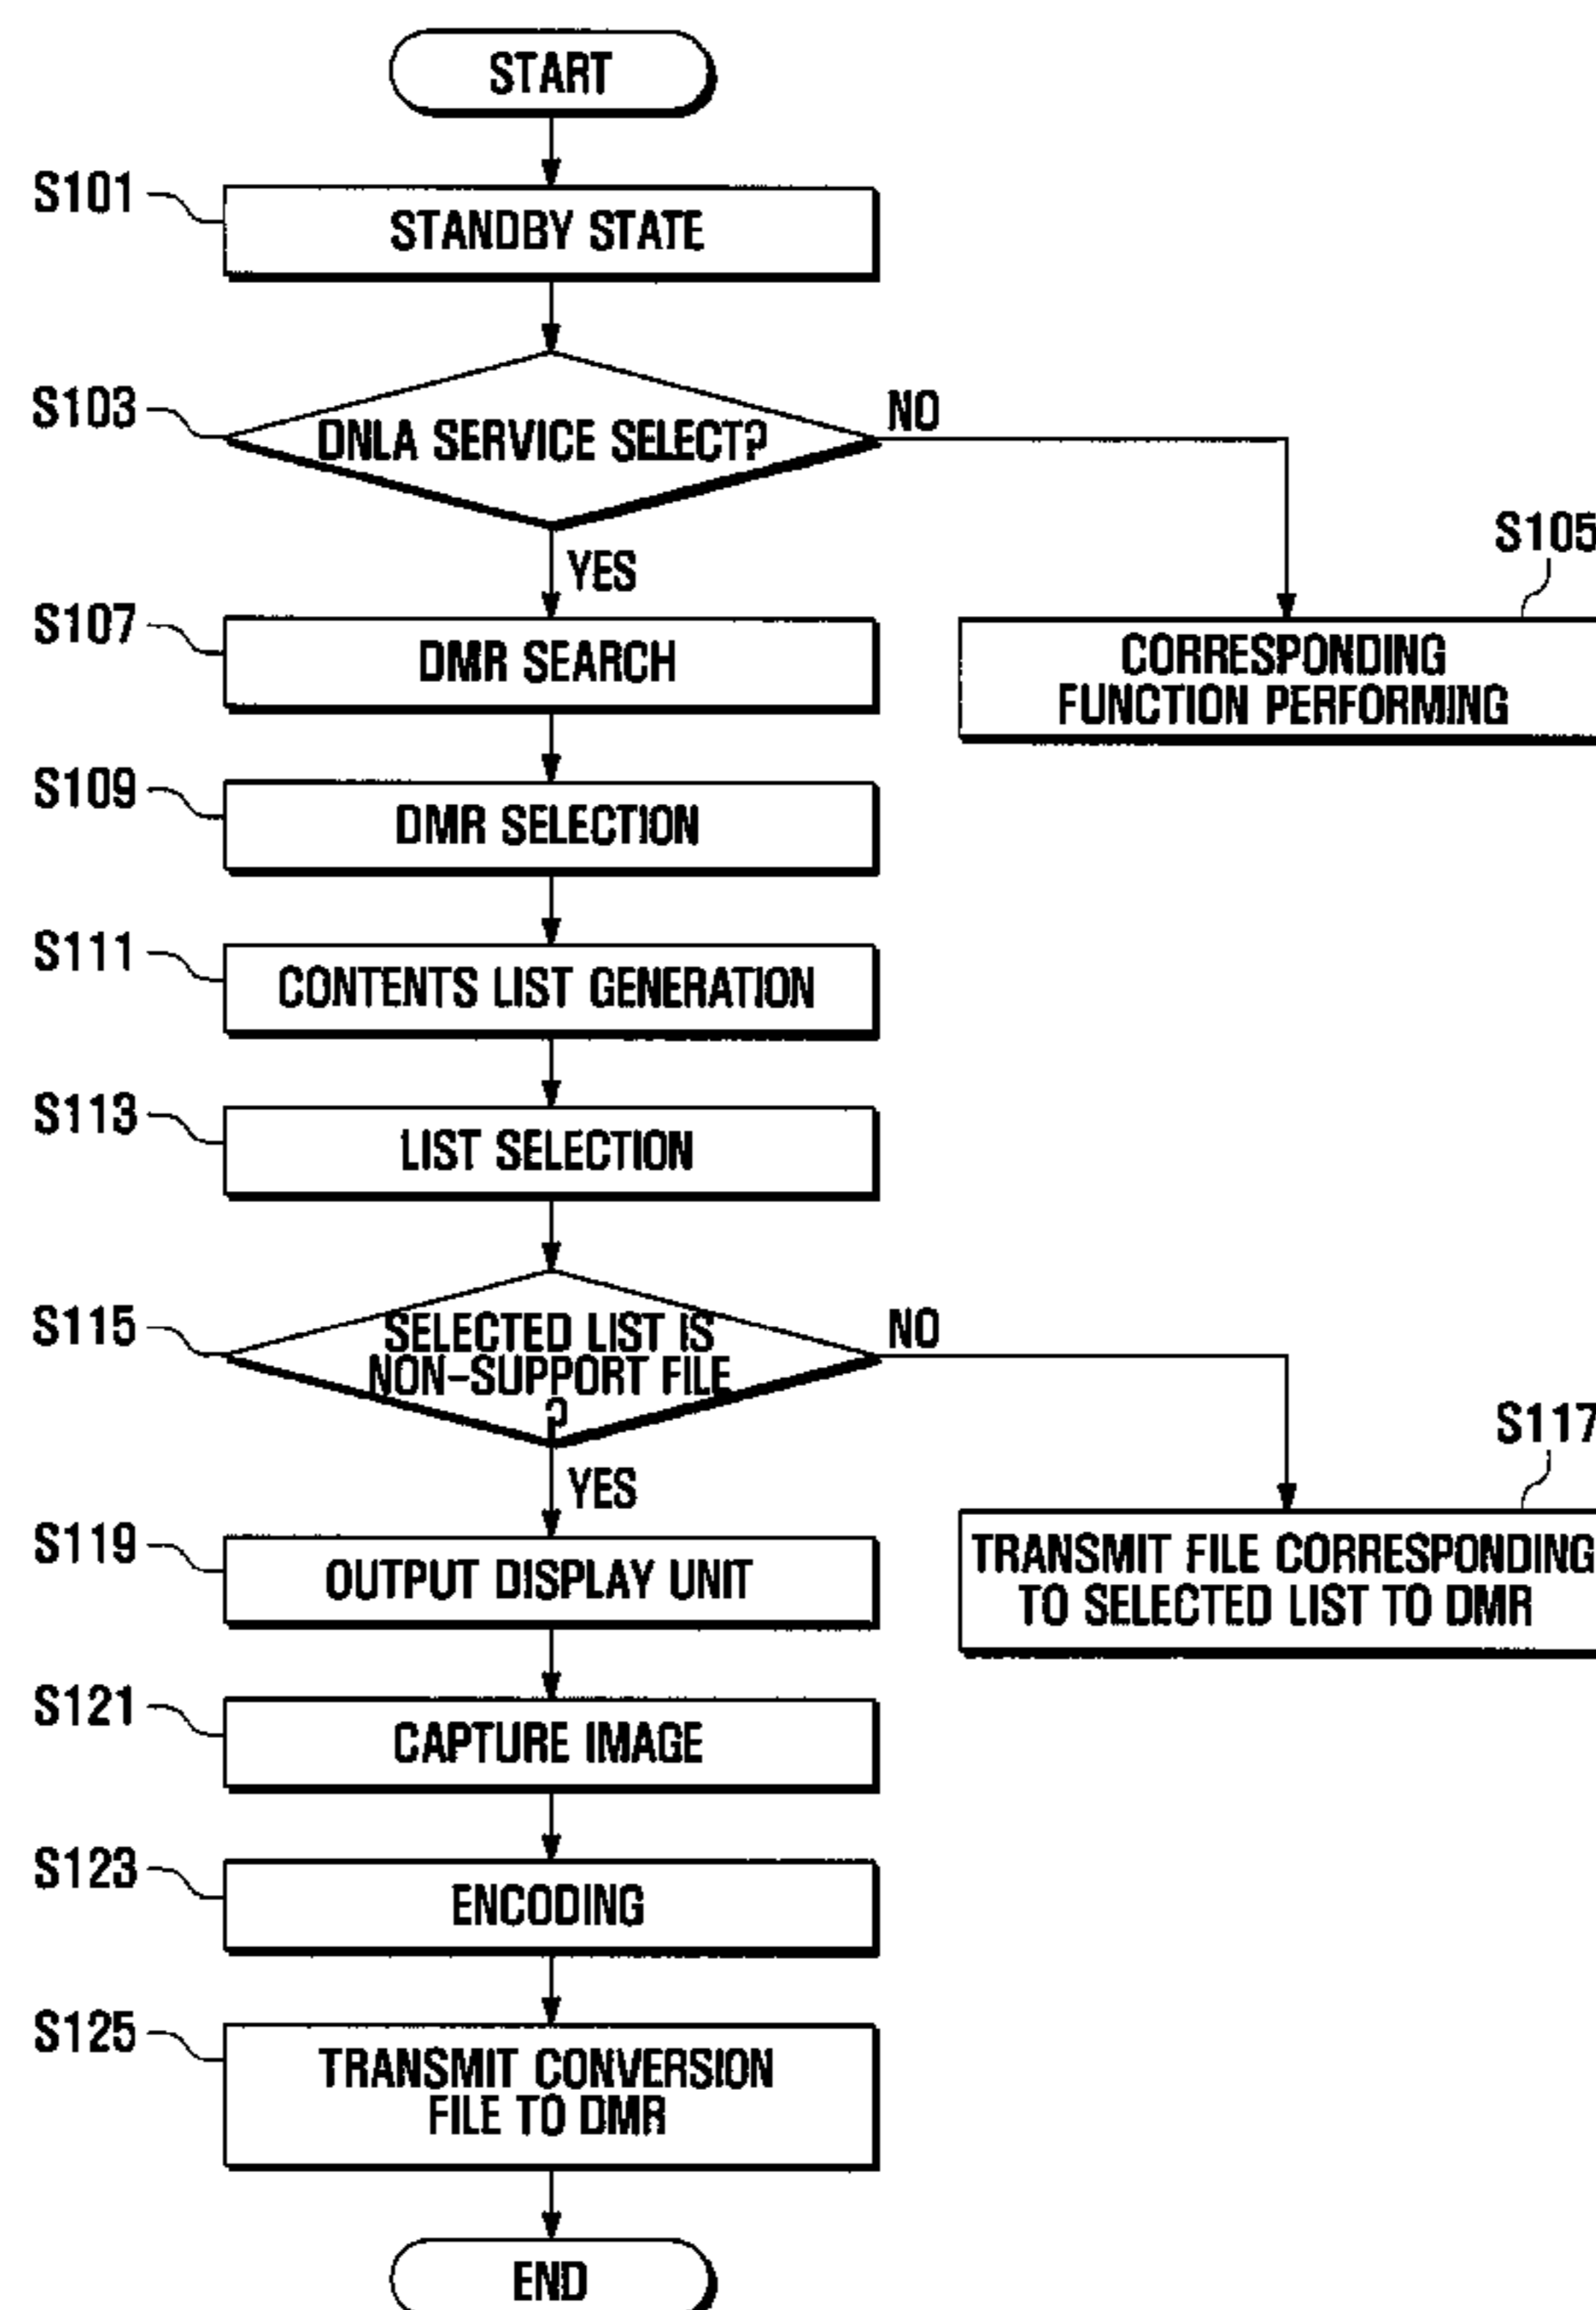 START
S101
STANDBY STATE
S103
DNLA SERVICE SELECT?
NO
YES
S105
CORRESPONDING
FUNCTION PERFORMING
S107
DMR SEARCH
S109
DMR SELECTION
S111
CONTENTS LIST GENERATION
S113
LIST SELECTION
S115
SELECTED LIST IS
NON-SUPPORT FILE
?
NO
YES
S117
TRANSMIT FILE CORRESPONDING
TO SELECTED LIST TO DMR
S119
OUTPUT DISPLAY UNIT
S121
CAPTURE IMAGE
S123
ENCODING
S125
TRANSMIT CONVERSION
FILE TO DMR
END